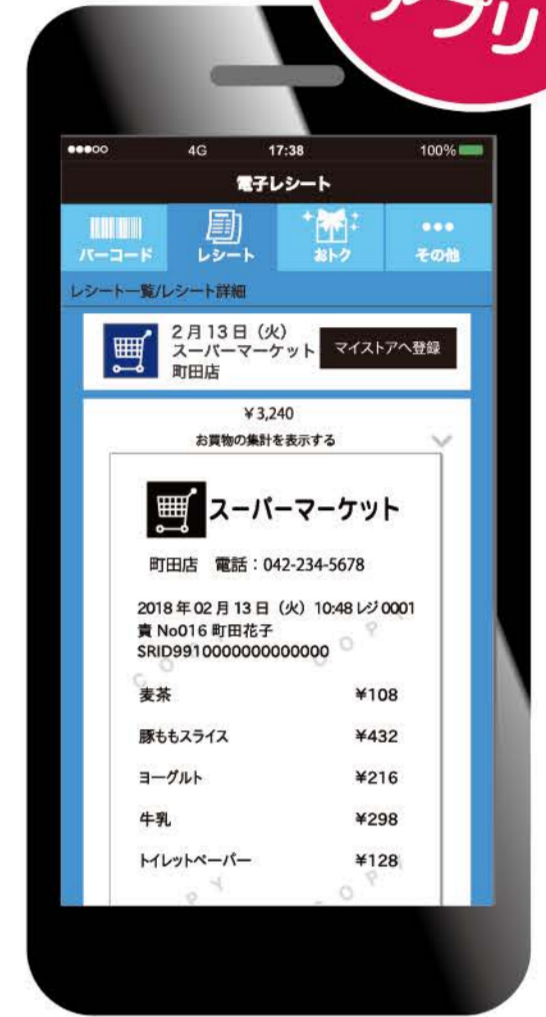 アプリ
4G 17:38 100%
電子レシート
バーコード レシート おトク その他
レシート一覧/レシート詳細
2月13日（火）
スーパーマーケット
町田店
マイストアへ登録
￥3,240
お買物の集計を表示する
スーパーマーケット
町田店 電話：042-234-5678
2018年02月13日（火）10:48 レジ0001
責 No016 町田花子
SRID9910000000000000
COPY COPY
麦茶 ¥108
豚ももスライス ¥432
ヨーグルト ¥216
牛乳 ¥298
トイレットペーパー ¥128